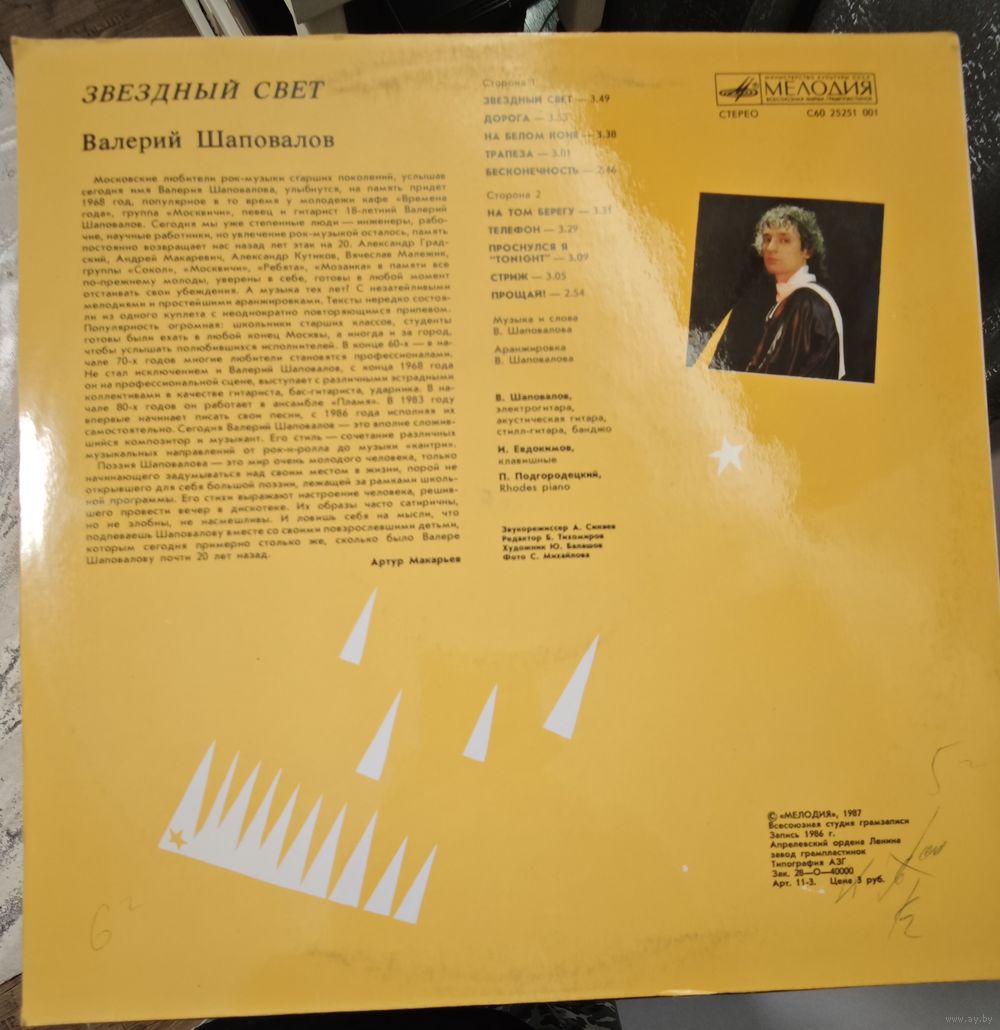 ЗВЕЗДНЫЙ СВЕТ
Валерий Шаповалов
Московские любители рок-музыки старших поколений, услышав
сегодня имя Валерия Шаповалова, улыбнутся, на память придет
1968 год, популярное в то время у молодежи кафе «Времена
года», группа «Москвичи», певец и гитарист 18-летний Валерий
Шаповалов. Сегодня мы уже степенные люди — инженеры, рабо-
чие, научные работники, но увлечение рок-музыкой осталось, память
постоянно возвращает нас назад лет этак на 20. Александр Град-
ский, Андрей Макаревич, Александр Кутиков, Вячеслав Малежик,
группы «Сокол», «Москвичи», «Ребята», «Мозаика» в памяти все
по-прежнему молоды, уверены в себе, готовы в любой момент
отстаивать свои убеждения. А музыка тех лет? С незатейливыми
мелодиями и простейшими аранжировками. Тексты нередко состоя-
ли из одного куплета с неоднократно повторяющимся припевом.
Популярность огромная: школьники старших классов, студенты
готовы были ехать в любой конец Москвы, а иногда и за город,
чтобы услышать полюбившихся исполнителей. В конце 60-х — в на-
чале 70-х годов многие любители становятся профессионалами.
Не стал исключением и Валерий Шаповалов, с конца 1968 года
он на профессиональной сцене, выступает с различными эстрадными
коллективами в качестве гитариста, бас-гитариста, ударника. В на-
чале 80-х годов он работает в ансамбле «Пламя». В 1983 году
впервые начинает писать свои песни, с 1986 года исполняя их
самостоятельно. Сегодня Валерий Шаповалов — это вполне сложив-
шийся композитор и музыкант. Его стиль — сочетание различных
музыкальных направлений от рок-н-ролла до музыки «кантри».
Поэзия Шаповалова — это мир очень молодого человека, только
начинающего задумываться над своим местом в жизни, порой не
открывшего для себя большой поэзии, лежащей за рамками школь-
ной программы. Его стихи выражают настроение человека, решив-
шего провести вечер в дискотеке. Их образы часто сатиричны,
но не злобны, не насмешливы. И ловишь себя на мысли, что
подпеваешь Шаповалову вместе со своими повзрослевшими детьми,
которым сегодня примерно столько же, сколько было Валере
Шаповалову почти 20 лет назад.
Артур Макарьев
Сторона 1
ЗВЕЗДНЫЙ СВЕТ — 3.49
ДОРОГА — 3.53
НА БЕЛОМ КОНЕ — 3.38
ТРАПЕЗА — 3.01
БЕСКОНЕЧНОСТЬ — 2.46
Сторона 2
НА ТОМ БЕРЕГУ — 3.31
ТЕЛЕФОН — 3.29
ПРОСНУЛСЯ Я
"TONIGHT" — 3.09
СТРИЖ — 3.05
ПРОЩАЙ! — 2.54
Музыка и слова
В. Шаповалова
Аранжировка
В. Шаповалова
В. Шаповалов,
электрогитара,
акустическая гитара,
стилл-гитара, банджо
И. Евдокимов,
клавишные
П. Подгородецкий,
Rhodes piano
Звукорежиссер А. Сикаев
Редактор Б. Тихомиров
Художник Ю. Балашов
Фото С. Михайлова
МИНИСТЕРСТВО КУЛЬТУРЫ СССР
МЕЛОДИЯ
ВСЕСОЮЗНАЯ ФИРМА ГРАМПЛАСТИНОК
СТЕРЕО С60 25251 001
© «МЕЛОДИЯ», 1987
Всесоюзная студия грамзаписи
Запись 1986 г.
Апрелевский ордена Ленина
завод грампластинок
Типография АЗГ
Зак. 28—О—40000
Арт. 11-3. Цена 3 руб.
www.ay.by